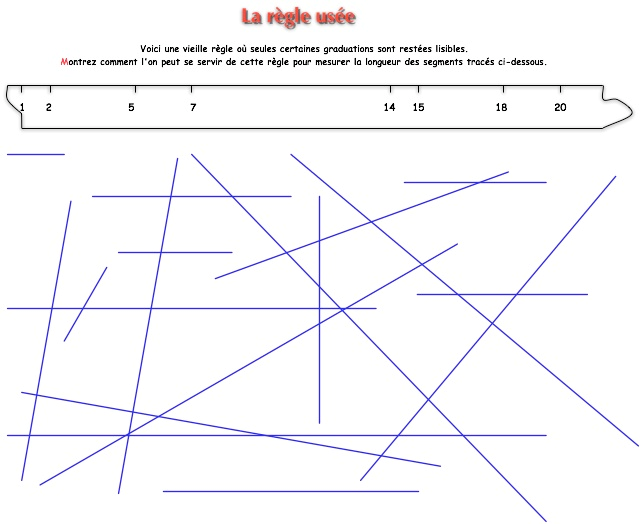 La règle usée
Voici une vieille règle où seules certaines graduations sont restées lisibles.
Montrez comment l'on peut se servir de cette règle pour mesurer la longueur des segments tracés ci-dessous.
1 2 5 7 14 15 18 20